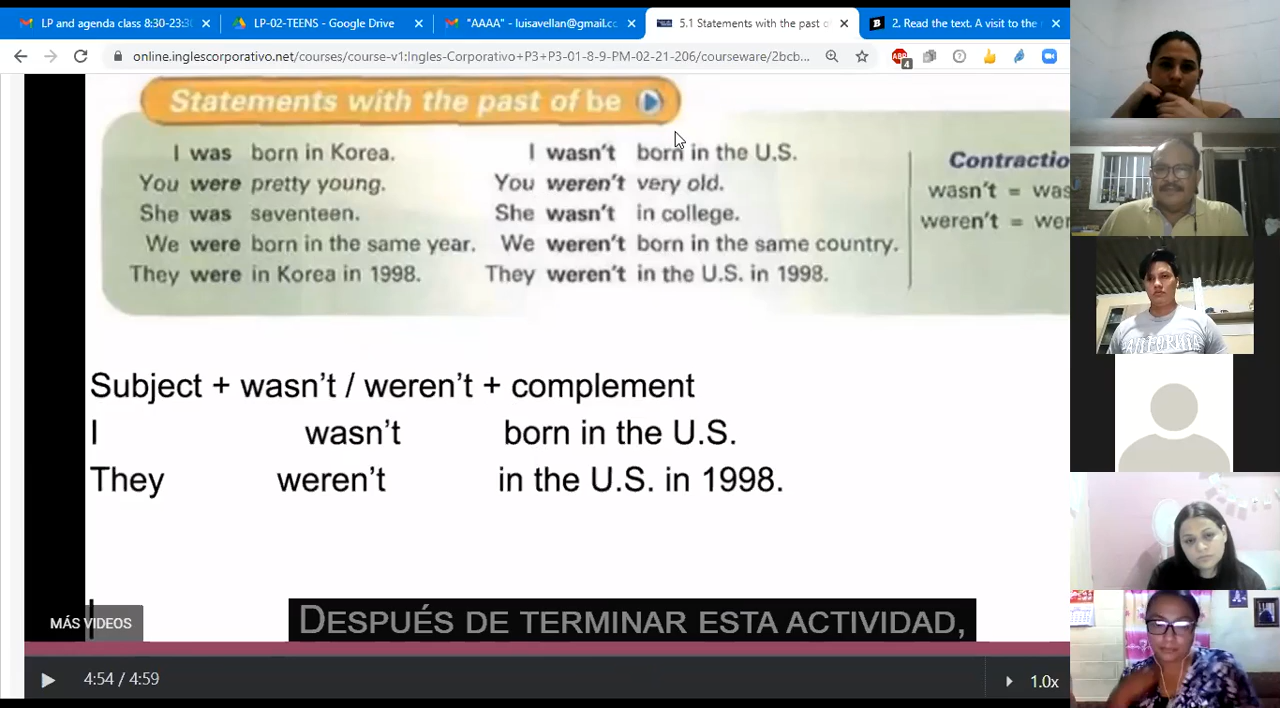 LP and agenda class 8:30-23:30
LP-02-TEENS - Google Drive
"AAAA" - luisavellan@gmail.cc
5.1 Statements with the past o
2. Read the text. A visit to the
online.inglescorporativo.net/courses/course-v1:Ingles-Corporativo+P3+P3-01-8-9-PM-02-21-206/courseware/2bcb...
Statements with the past of be
I was born in Korea.
You were pretty young.
She was seventeen.
We were born in the same year.
They were in Korea in 1998.
I wasn't born in the U.S.
You weren't very old.
She wasn't in college.
We weren't born in the same country.
They weren't in the U.S. in 1998.
Contractio
wasn't = was
weren't = wer
Subject + wasn't / weren't + complement
I wasn't born in the U.S.
They weren't in the U.S. in 1998.
MÁS VIDEOS
DESPUÉS DE TERMINAR ESTA ACTIVIDAD,
4:54 / 4:59
1.0x